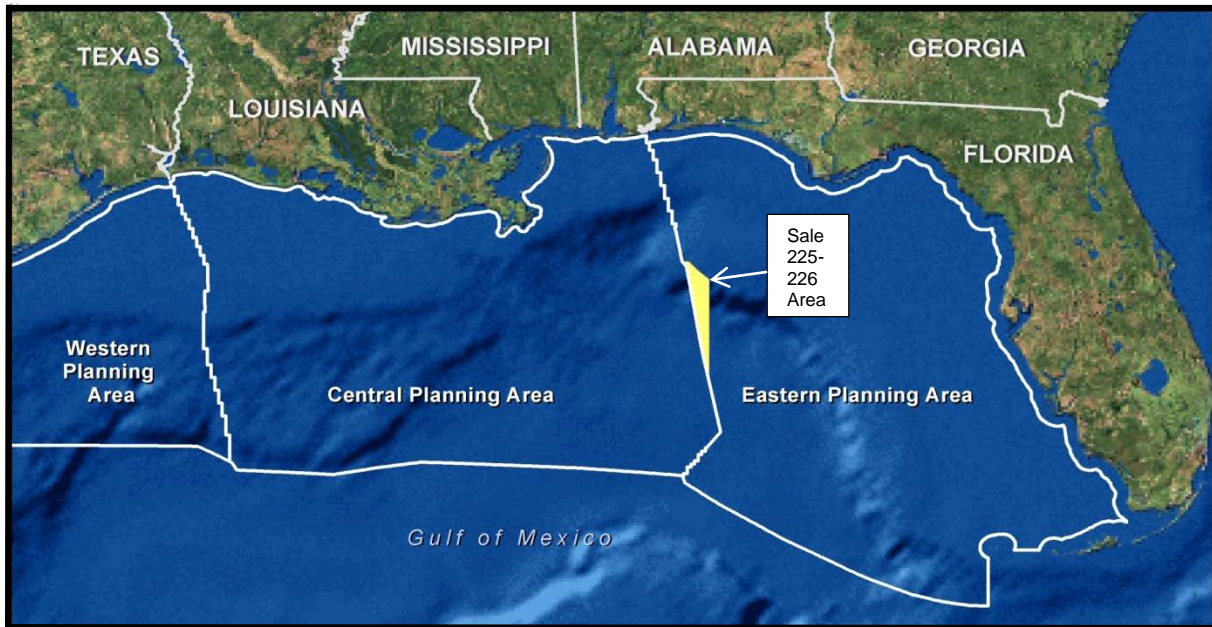 TEXAS
MISSISSIPPI
ALABAMA
GEORGIA
LOUISIANA
FLORIDA
Sale
225-
226
Area
Western
Planning
Area
Central Planning Area
Eastern Planning Area
Gulf of Mexico